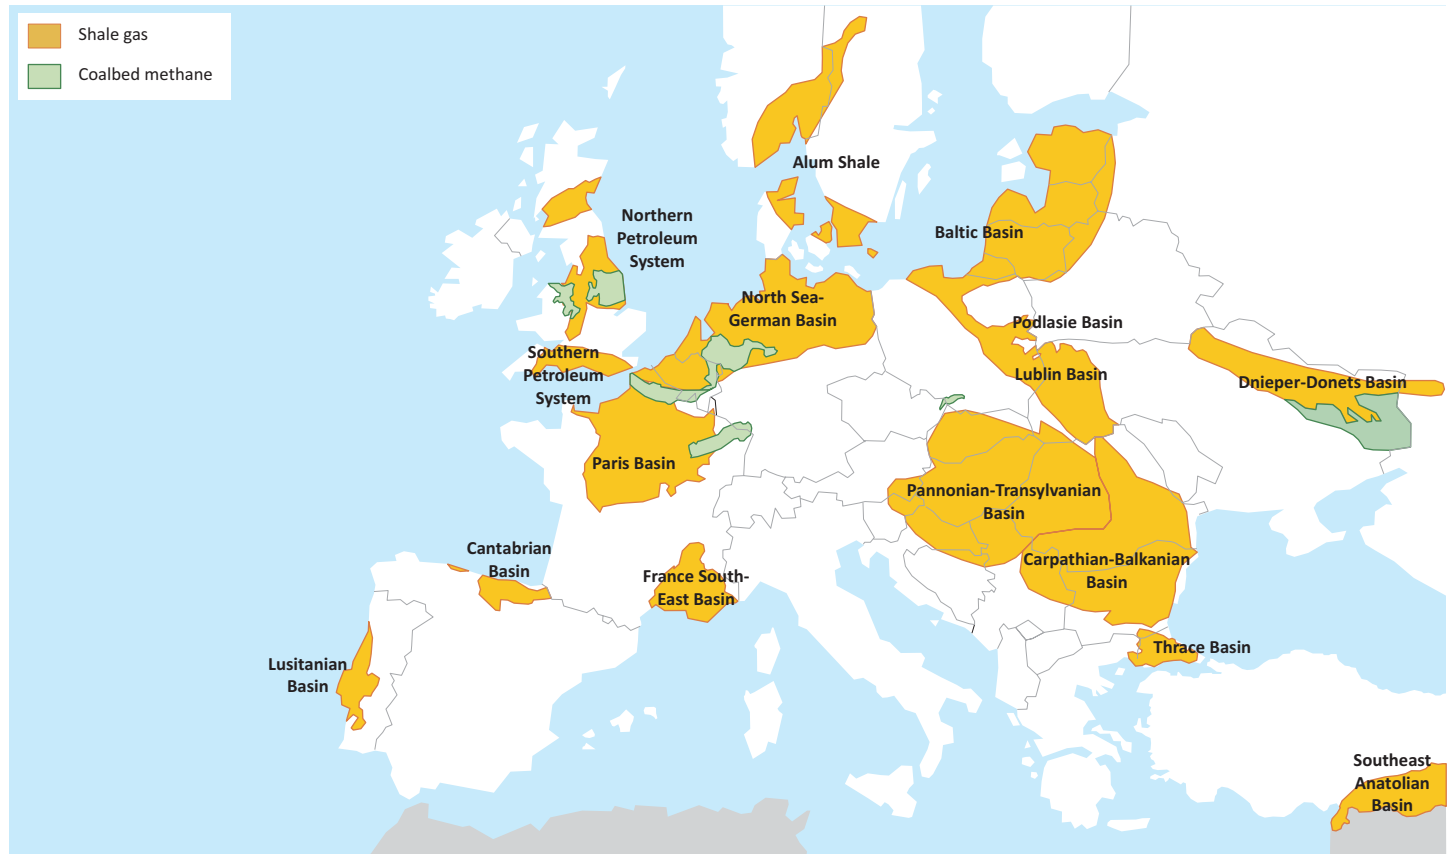 Shale gas
Coalbed methane
Alum Shale
Northern
Petroleum
System
Baltic Basin
North Sea-
German Basin
Podlasie Basin
Southern
Petroleum
System
Lublin Basin
Dnieper-Donets Basin
Paris Basin
Pannonian-Transylvanian
Basin
Cantabrian
Basin
France South-
East Basin
Carpathian-Balkanian
Basin
Thrace Basin
Lusitanian
Basin
Southeast
Anatolian
Basin